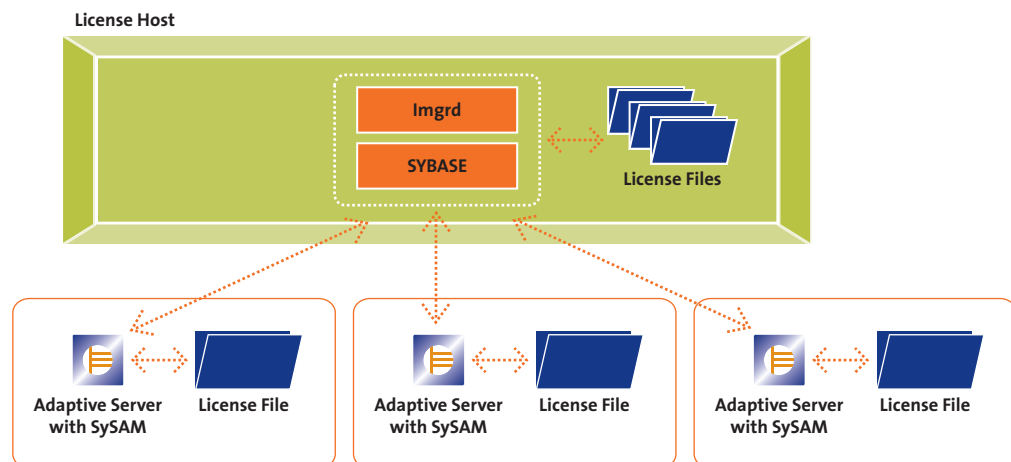 License Host
lmgrd
SYBASE
License Files
Adaptive Server
with SySAM
License File
Adaptive Server
with SySAM
License File
Adaptive Server
with SySAM
License File